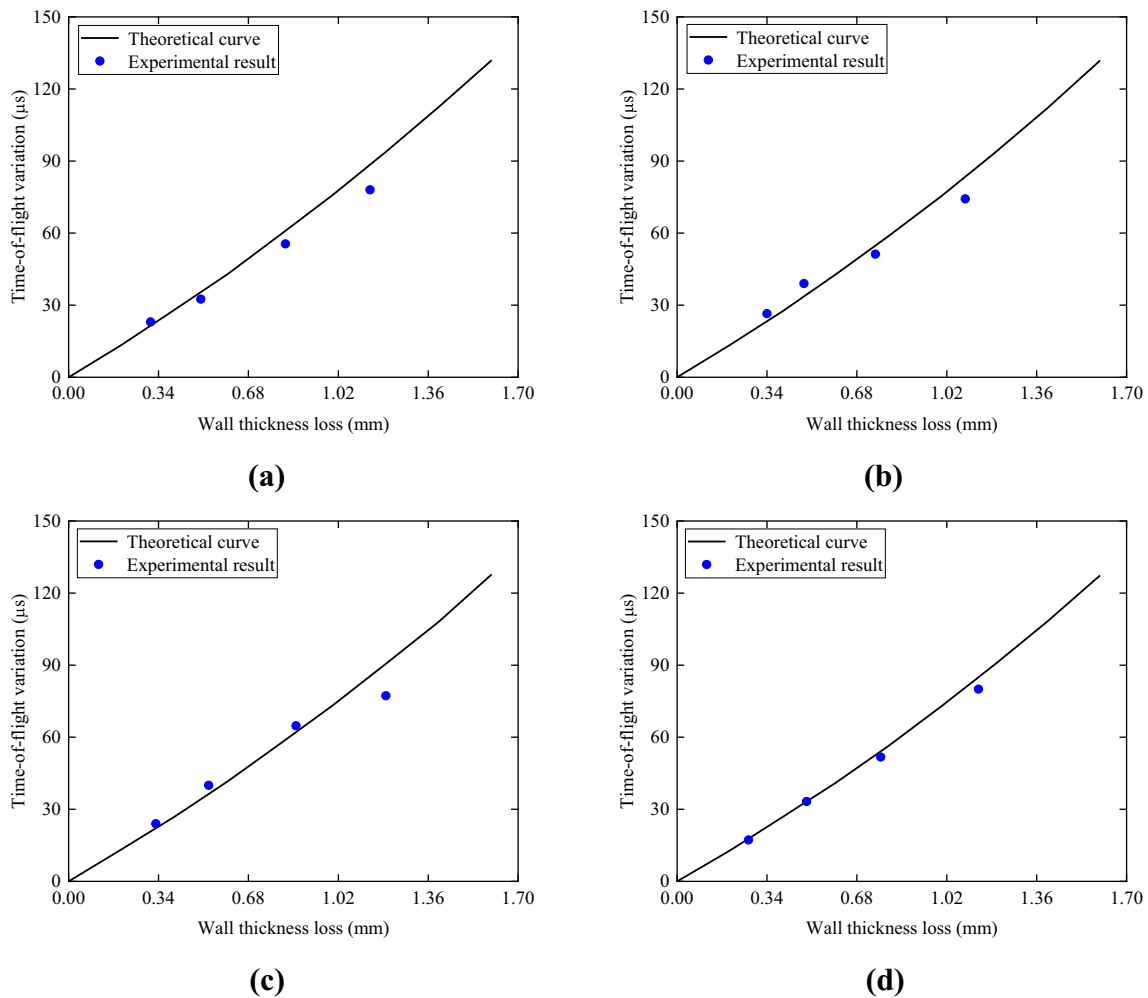 150
120
90
60
30
0
Time-of-flight variation (μs)
Theoretical curve
Experimental result
0.00 0.34 0.68 1.02 1.36 1.70
Wall thickness loss (mm)
(a)
150
120
90
60
30
0
Time-of-flight variation (μs)
Theoretical curve
Experimental result
0.00 0.34 0.68 1.02 1.36 1.70
Wall thickness loss (mm)
(b)
150
120
90
60
30
0
Time-of-flight variation (μs)
Theoretical curve
Experimental result
0.00 0.34 0.68 1.02 1.36 1.70
Wall thickness loss (mm)
(c)
150
120
90
60
30
0
Time-of-flight variation (μs)
Theoretical curve
Experimental result
0.00 0.34 0.68 1.02 1.36 1.70
Wall thickness loss (mm)
(d)